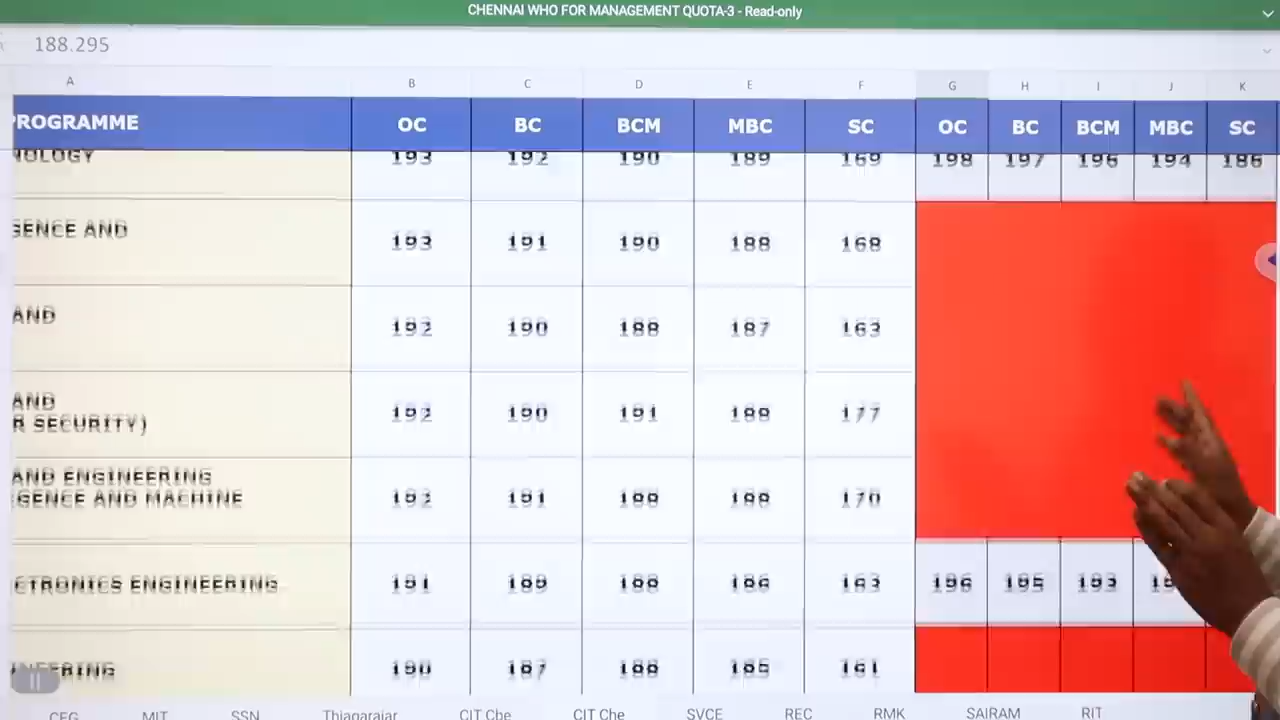 CHENNAI WHO FOR MANAGEMENT QUOTA-3 - Read-only
188.295
A B C D E F G H I J K
PROGRAMME OC BC BCM MBC SC OC BC BCM MBC SC
NOLOGY 193 192 190 189 169 198 197 196 194 186
GENCE AND
193 191 190 188 168
AND
192 190 188 187 163
AND
R SECURITY)
192 190 191 188 177
AND ENGINEERING
GENCE AND MACHINE
192 191 188 188 170
CTRONICS ENGINEERING 191 189 188 186 163 196 195 193
NEERING 190 187 188 185 161
CEG MIT SSN Thiagarajar CIT Che CIT Che SVCE REC RMK SAIRAM RIT